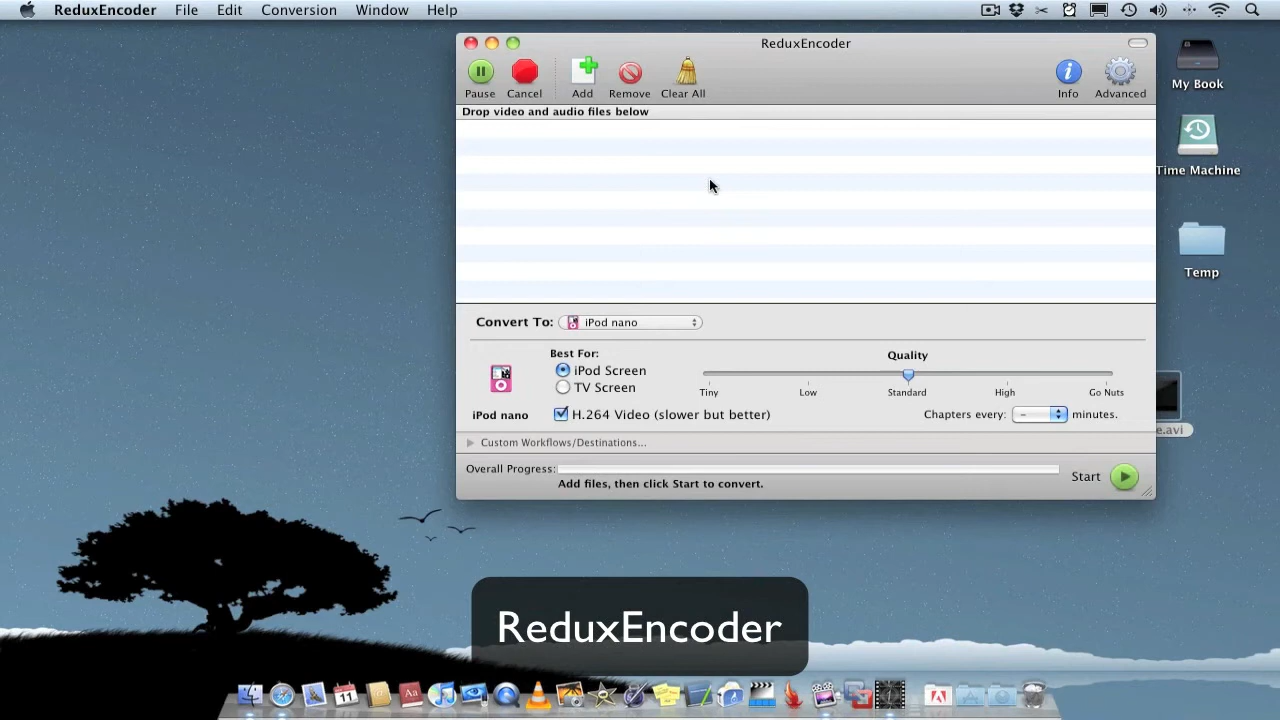 ReduxEncoder File Edit Conversion Window Help
ReduxEncoder
Pause Cancel Add Remove Clear All Info Advanced
Drop video and audio files below
My Book
Time Machine
Temp
Convert To: iPod nano
Best For:
iPod Screen
TV Screen
Quality
Tiny Low Standard High Go Nuts
iPod nano
H.264 Video (slower but better)
Chapters every: – minutes.
e.avi
Custom Workflows/Destinations...
Overall Progress:
Add files, then click Start to convert.
Start
ReduxEncoder
11
Aa